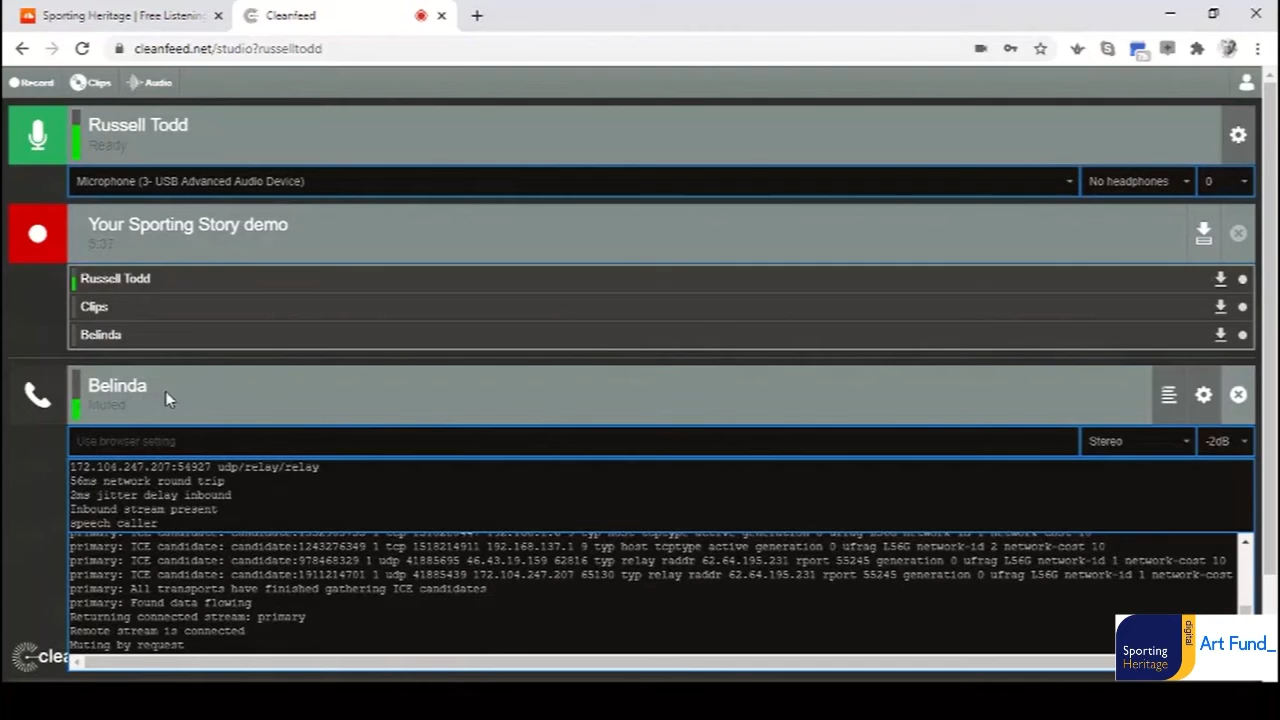 Sporting Heritage | Free Listening
Cleanfeed
cleanfeed.net/studio?russelltodd
Record
Clips
Audio
Russell Todd
Ready
Microphone (3- USB Advanced Audio Device)
No headphones
0
Your Sporting Story demo
5:37
Russell Todd
Clips
Belinda
Belinda
Muted
Use browser setting
Stereo
-2dB
172.104.247.207:54927 udp/relay/relay
56ms network round trip
2ms jitter delay inbound
Inbound stream present
speech caller
primary: ICE candidate: candidate:1243276349 1 tcp 1518214911 192.168.137.1 9 typ host tcptype active generation 0 ufrag L56G network-id 2 network-cost 10
primary: ICE candidate: candidate:978468329 1 udp 41885695 46.43.19.159 62816 typ relay raddr 62.64.195.231 rport 55245 generation 0 ufrag L56G network-id 1 network-cost 10
primary: ICE candidate: candidate:1911214701 1 udp 41885439 172.104.247.207 65130 typ relay raddr 62.64.195.231 rport 55245 generation 0 ufrag L56G network-id 1 network-cost
primary: All transports have finished gathering ICE candidates
primary: Found data flowing
Returning connected stream: primary
Remote stream is connected
Muting by request
clea
Sporting
Heritage
digital
Art Fund_